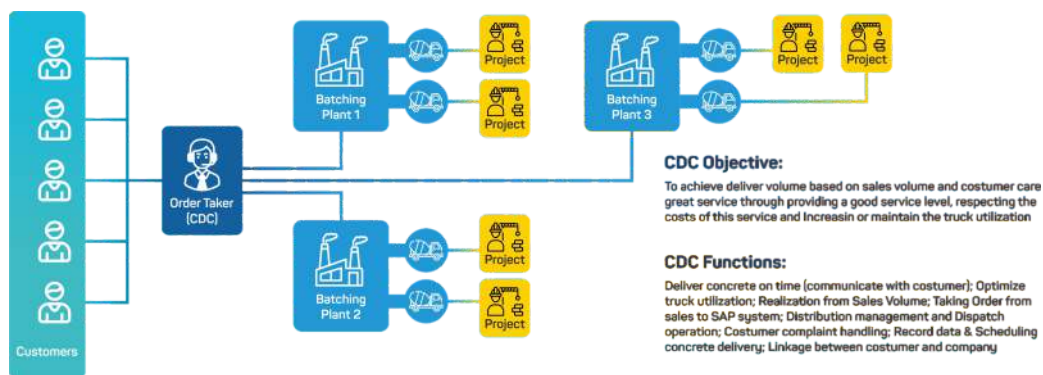 Customers
Order Taker
(CDC)
Batching
Plant 1
Project
Project
Batching
Plant 2
Project
Project
Batching
Plant 3
Project
Project
CDC Objective:
To achieve deliver volume based on sales volume and costumer care
great service through providing a good service level, respecting the
costs of this service and Increasin or maintain the truck utilization
CDC Functions:
Deliver concrete on time (communicate with costumer); Optimize
truck utilization; Realization from Sales Volume; Taking Order from
sales to SAP system; Distribution management and Dispatch
operation; Costumer complaint handling; Record data & Scheduling
concrete delivery; Linkage between costumer and company